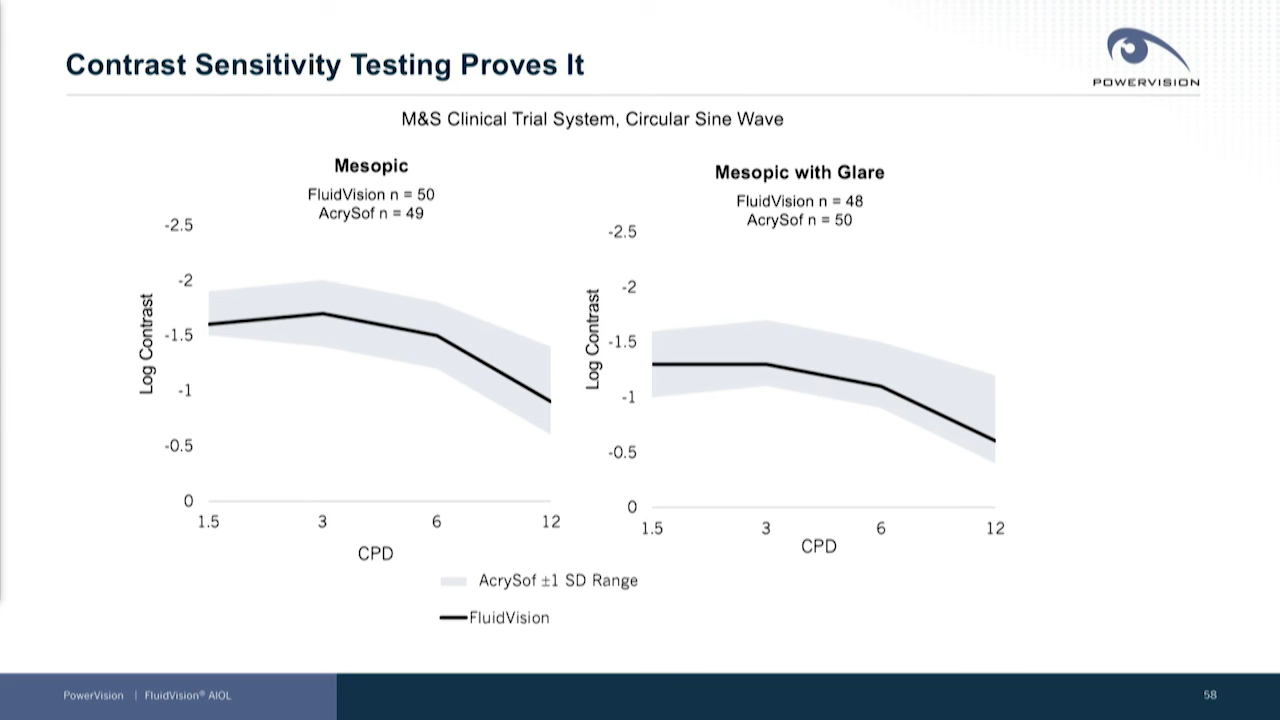 Contrast Sensitivity Testing Proves It
POWERVISION
M&S Clinical Trial System, Circular Sine Wave
Mesopic
FluidVision n = 50
AcrySof n = 49
-2.5
-2
-1.5
-1
-0.5
0
Log Contrast
1.5 3 6 12
CPD
Mesopic with Glare
FluidVision n = 48
AcrySof n = 50
-2.5
-2
-1.5
-1
-0.5
0
Log Contrast
1.5 3 6 12
CPD
AcrySof ±1 SD Range
FluidVision
PowerVision | FluidVision® AIOL
58